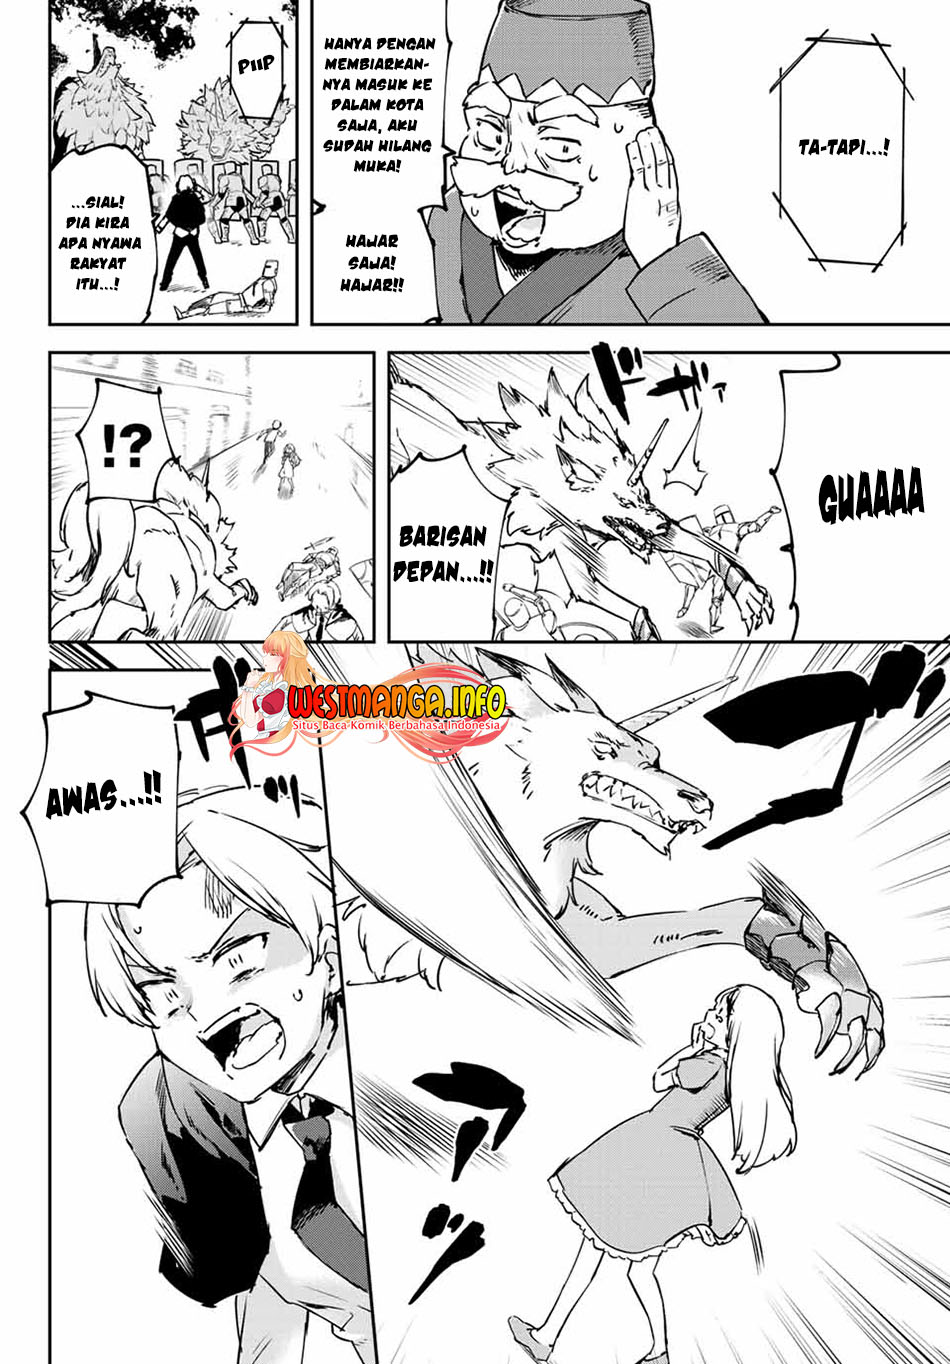 TA-TAPI...!
HANYA DENGAN
MEMBIARKAN-
NYA MASUK KE
DALAM KOTA
SAJA, AKU
SUDAH HILANG
MUKA!
HAJAR
SAJA!
HAJAR!!
PIIP
...SIAL!
DIA KIRA
APA NYAWA
RAKYAT
ITU...!
GUAAAA
BARISAN
DEPAN...!!
!?
WESTMANGA.INFO
Situs Baca Komik Berbahasa Indonesia
AWAS...!!